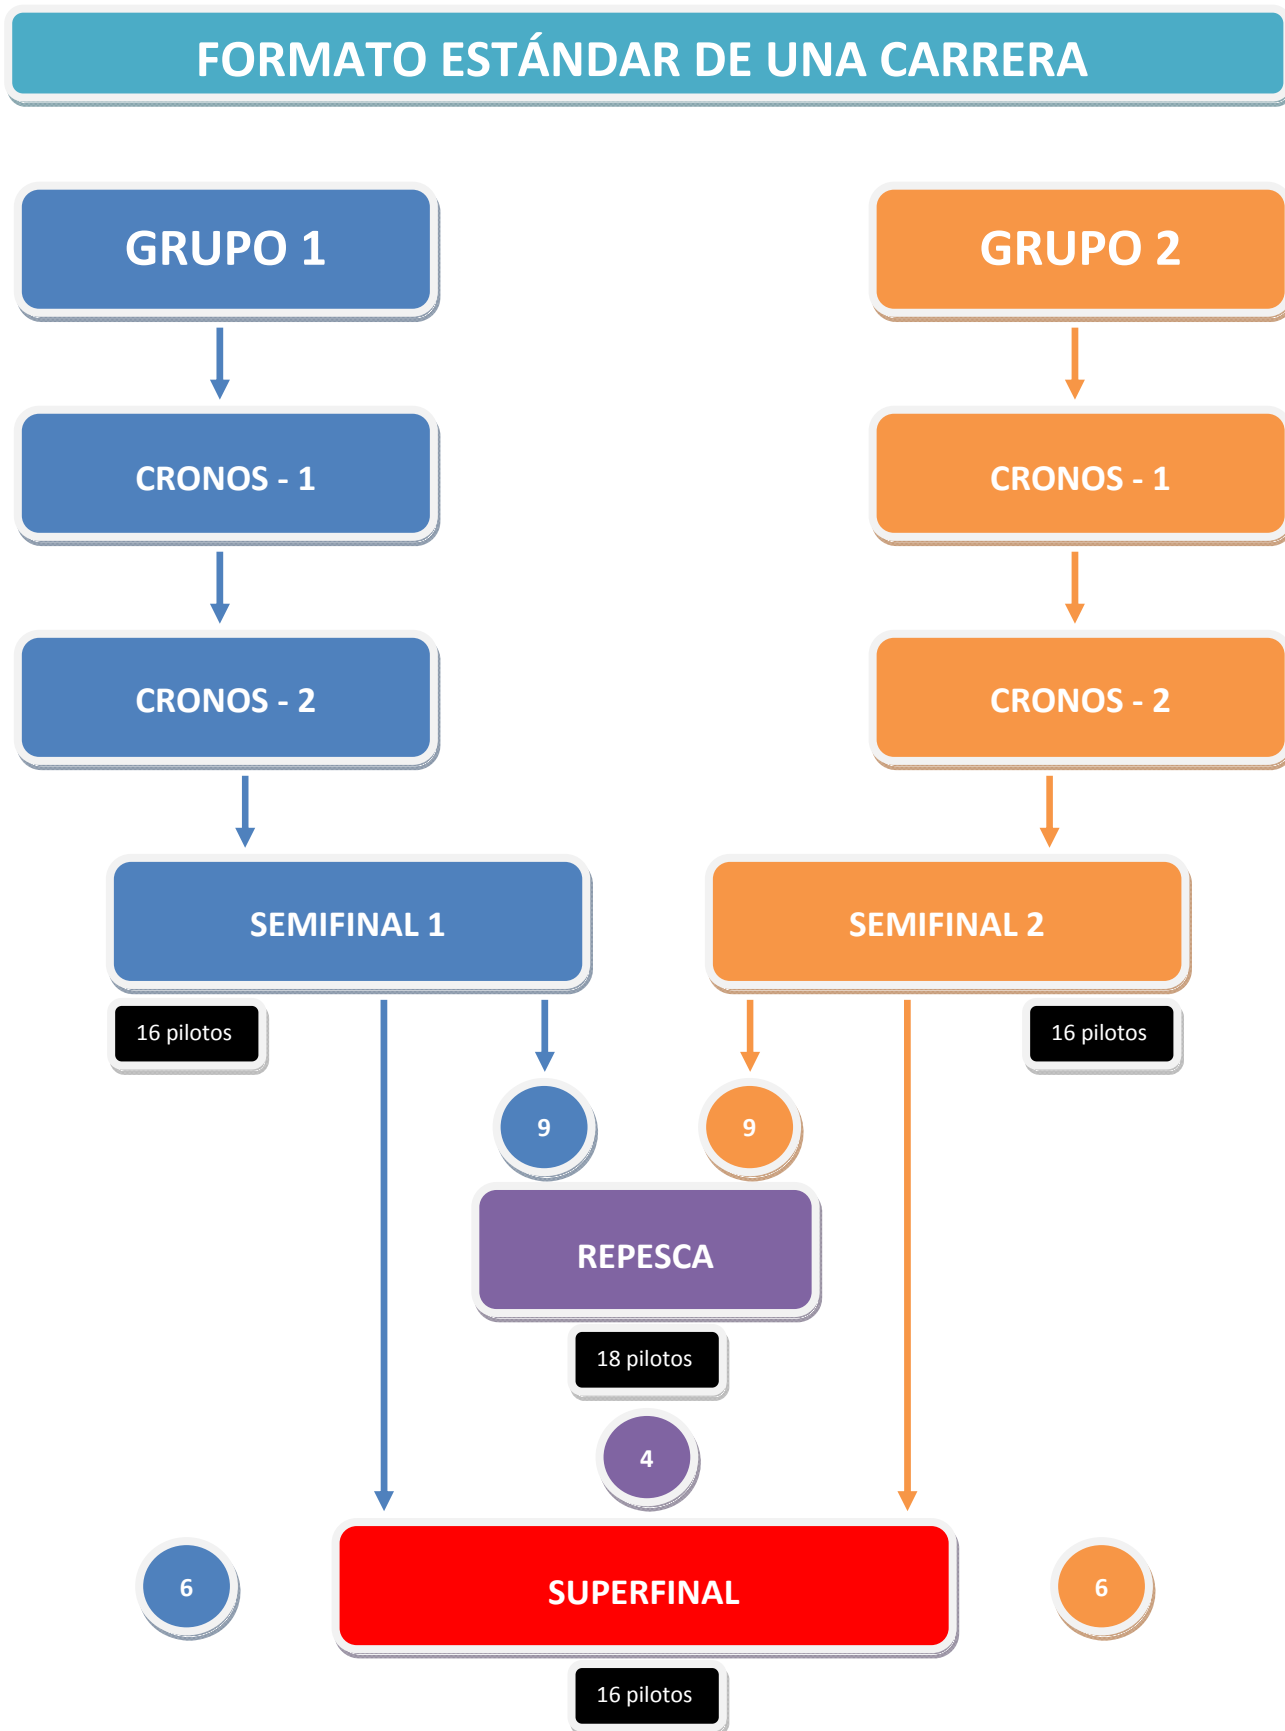 FORMATO ESTÁNDAR DE UNA CARRERA
GRUPO 1
GRUPO 2
CRONOS - 1
CRONOS - 1
CRONOS - 2
CRONOS - 2
SEMIFINAL 1
SEMIFINAL 2
16 pilotos
16 pilotos
9
9
REPESCA
18 pilotos
4
6
SUPERFINAL
6
16 pilotos